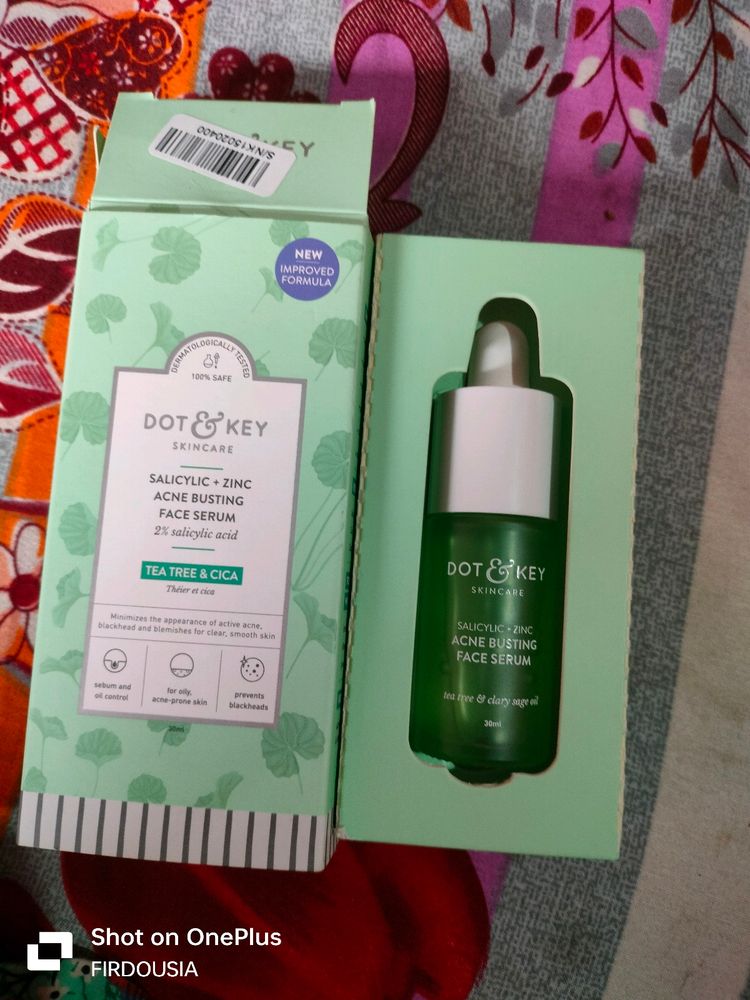 S/NK15020400
& KEY
NEW
IMPROVED
FORMULA
DERMATOLOGICALLY TESTED
100% SAFE
DOT & KEY
SKINCARE
SALICYLIC + ZINC
ACNE BUSTING
FACE SERUM
2% salicylic acid
TEA TREE & CICA
Théier et cica
Minimizes the appearance of active acne,
blackhead and blemishes for clear, smooth skin
sebum and
oil control
for oily,
acne-prone skin
prevents
blackheads
30ml
DOT & KEY
SKINCARE
SALICYLIC + ZINC
ACNE BUSTING
FACE SERUM
tea tree & clary sage oil
30ml
Shot on OnePlus
FIRDOUSIA